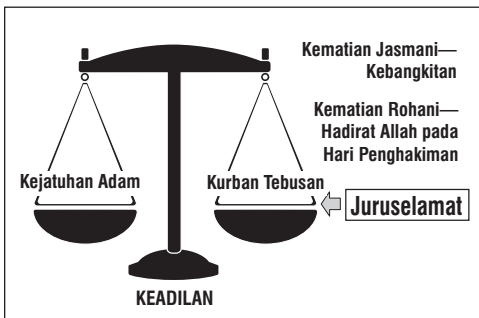 Kematian Jasmani—
Kebangkitan
Kematian Rohani—
Hadirat Allah pada
Hari Penghakiman
Kejatuhan Adam
Kurban Tebusan
Juruselamat
KEADILAN